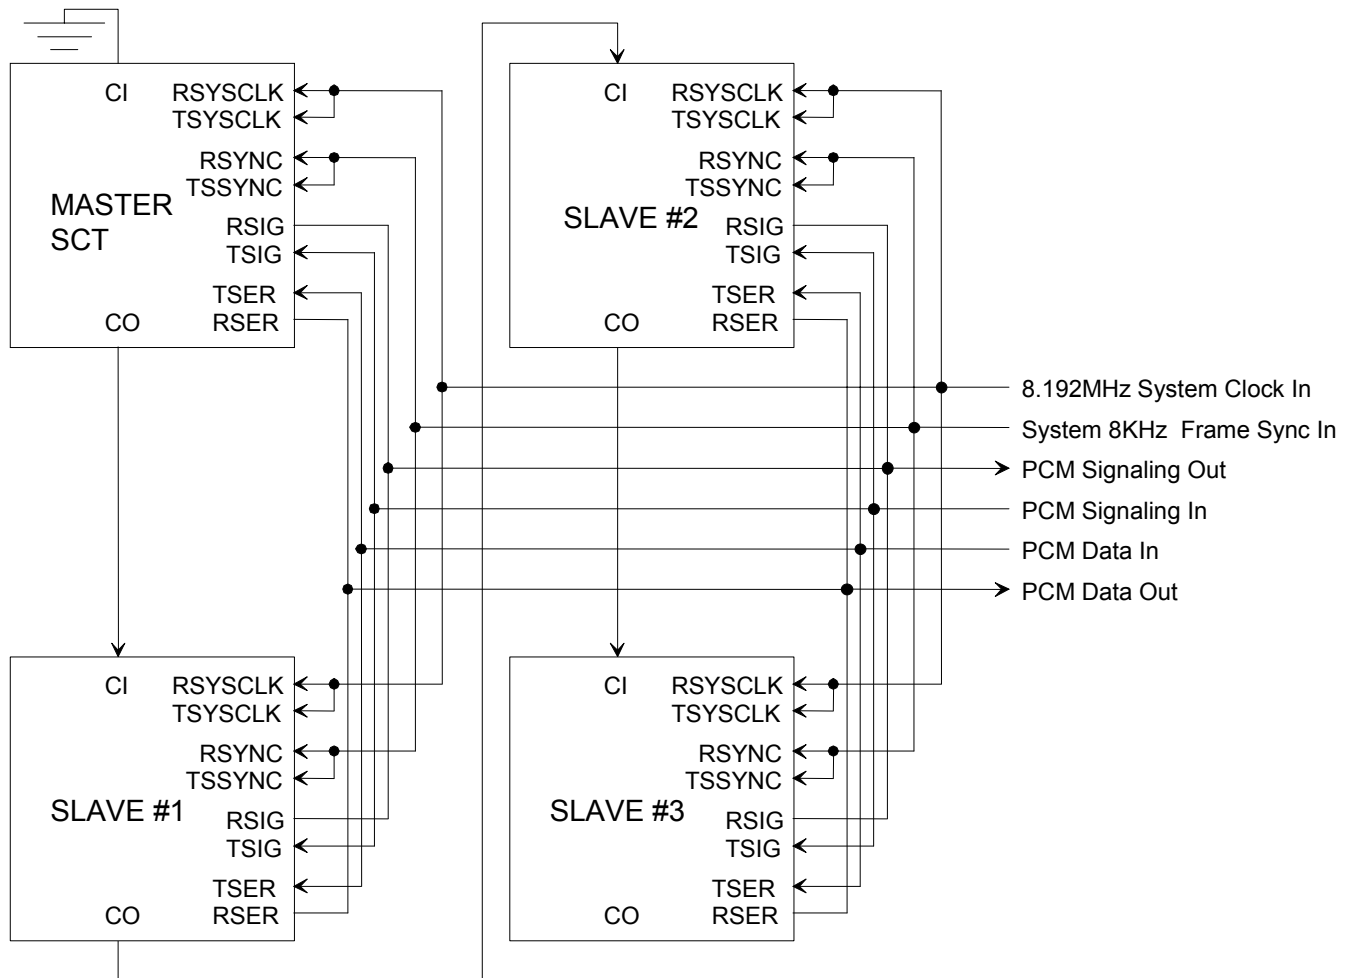 CI
RSYSCLK
TSYSCLK
RSYNC
TSSYNC
MASTER
SCT
RSIG
TSIG
TSER
CO
RSER
CI
RSYSCLK
TSYSCLK
RSYNC
TSSYNC
SLAVE #2
RSIG
TSIG
TSER
CO
RSER
8.192MHz System Clock In
System 8KHz Frame Sync In
PCM Signaling Out
PCM Signaling In
PCM Data In
PCM Data Out
CI
RSYSCLK
TSYSCLK
RSYNC
TSSYNC
SLAVE #1
RSIG
TSIG
TSER
CO
RSER
CI
RSYSCLK
TSYSCLK
RSYNC
TSSYNC
SLAVE #3
RSIG
TSIG
TSER
CO
RSER